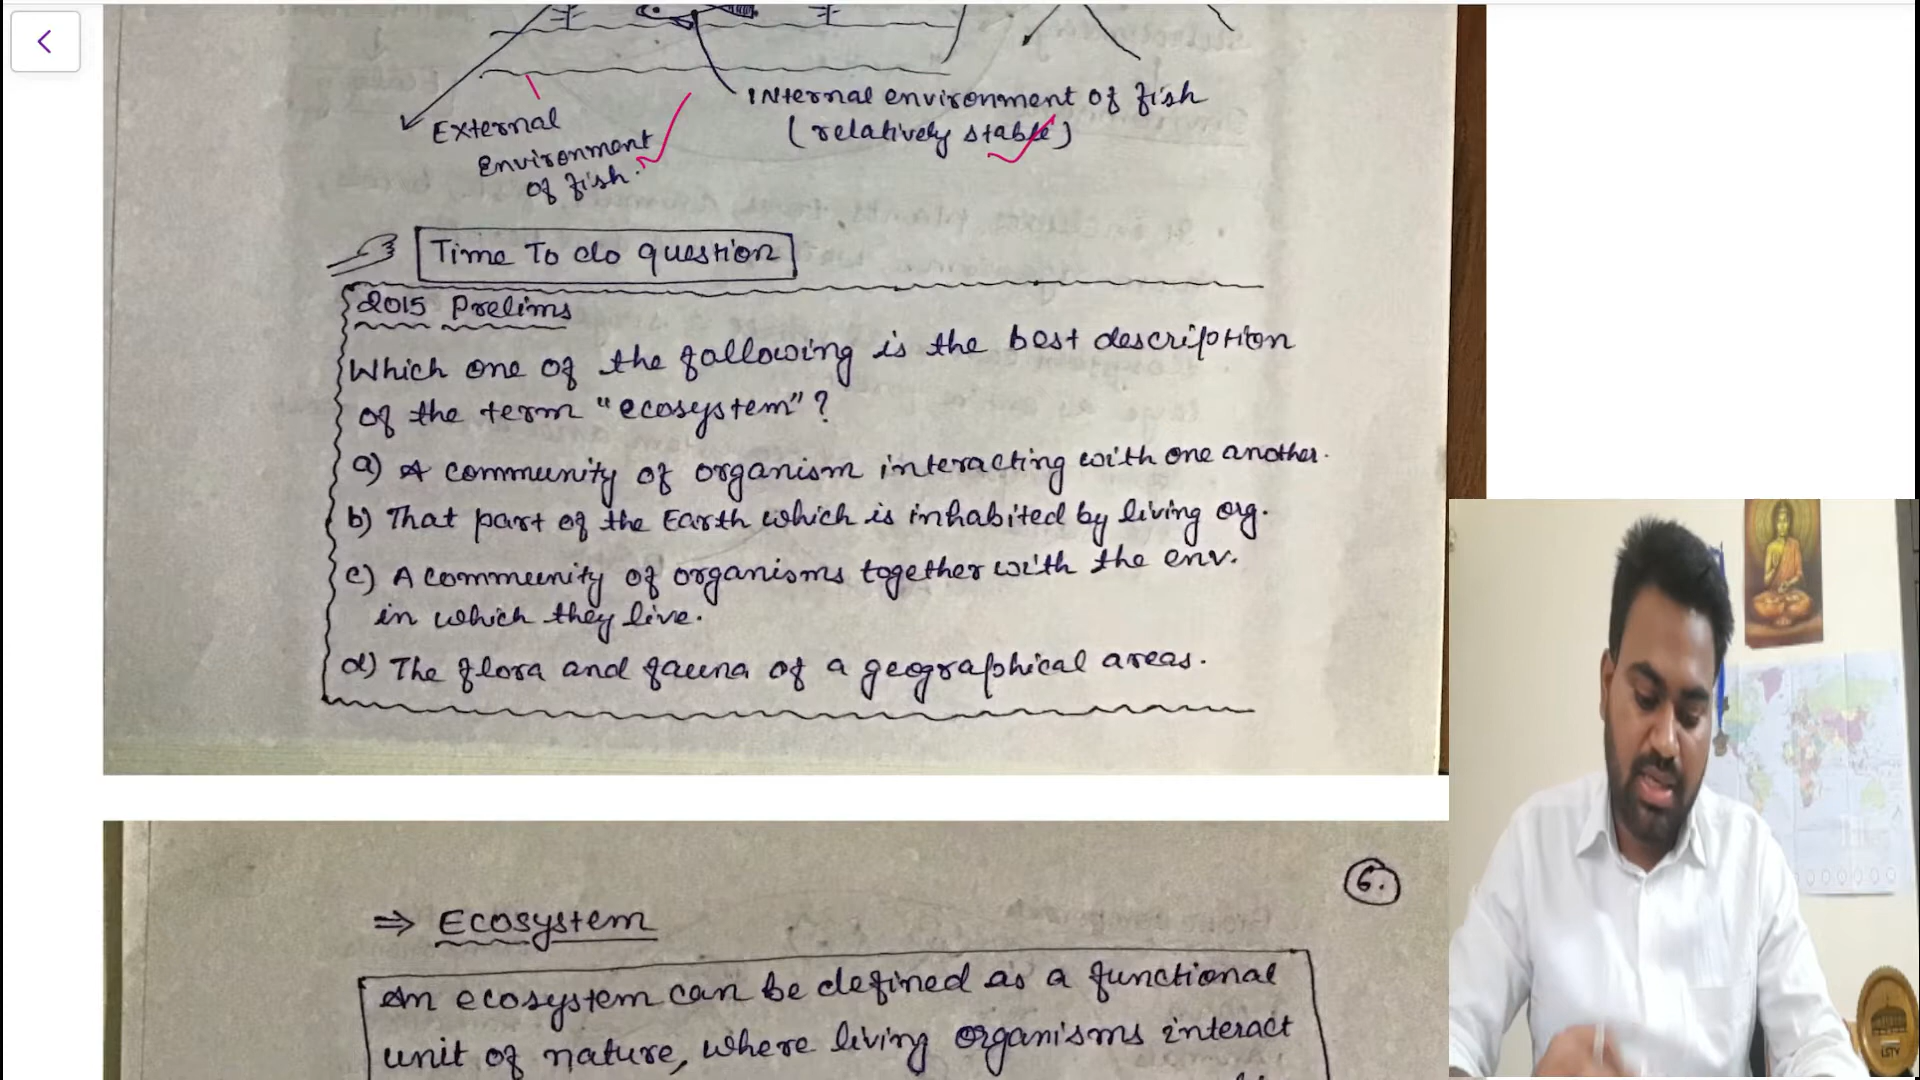 External
Environment
of fish.
Internal environment of fish
(relatively stable)
Time To do question
2015 Prelims
Which one of the following is the best description
of the term "ecosystem"?
a) A community of organism interacting with one another.
b) That part of the Earth which is inhabited by living org.
c) A community of organisms together with the env.
in which they live.
d) The flora and fauna of a geographical areas.
6.
⇒ Ecosystem
An ecosystem can be defined as a functional
unit of nature, where living organisms interact
LSTV